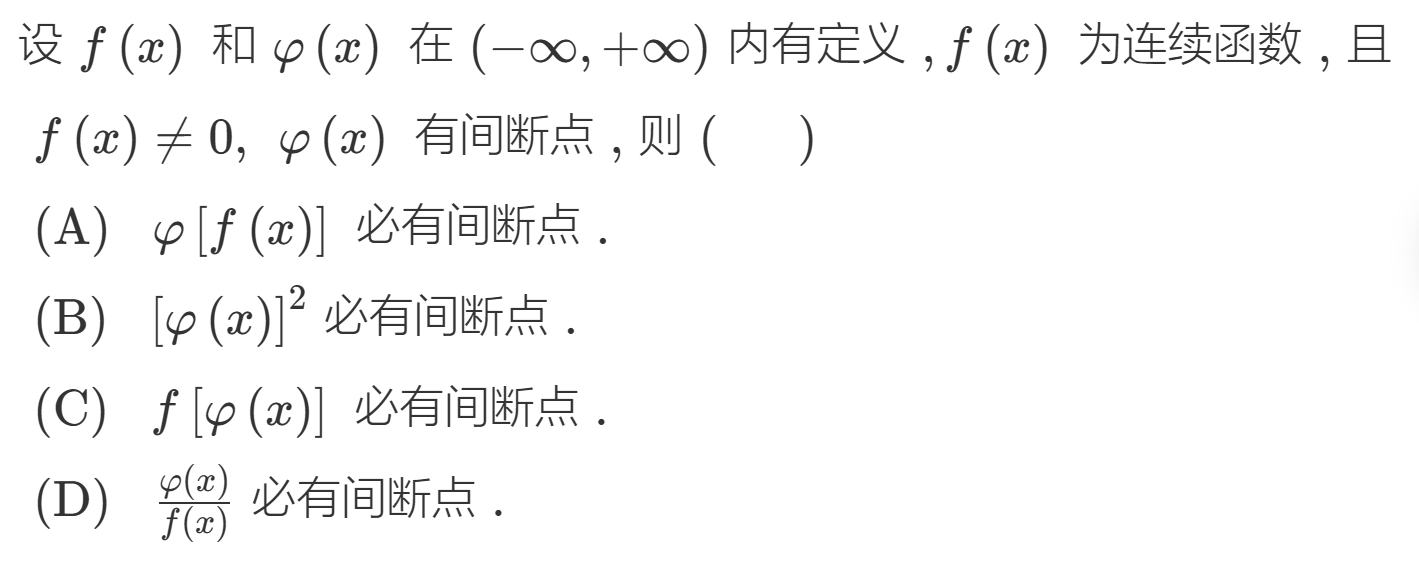 设 f (x) 和 φ (x) 在 (−∞, +∞) 内有定义 , f (x) 为连续函数 , 且
f (x) ≠ 0, φ (x) 有间断点 , 则 ( )
(A) φ [f (x)] 必有间断点 .
(B) [φ (x)]² 必有间断点 .
(C) f [φ (x)] 必有间断点 .
(D) φ(x)/f(x) 必有间断点 .